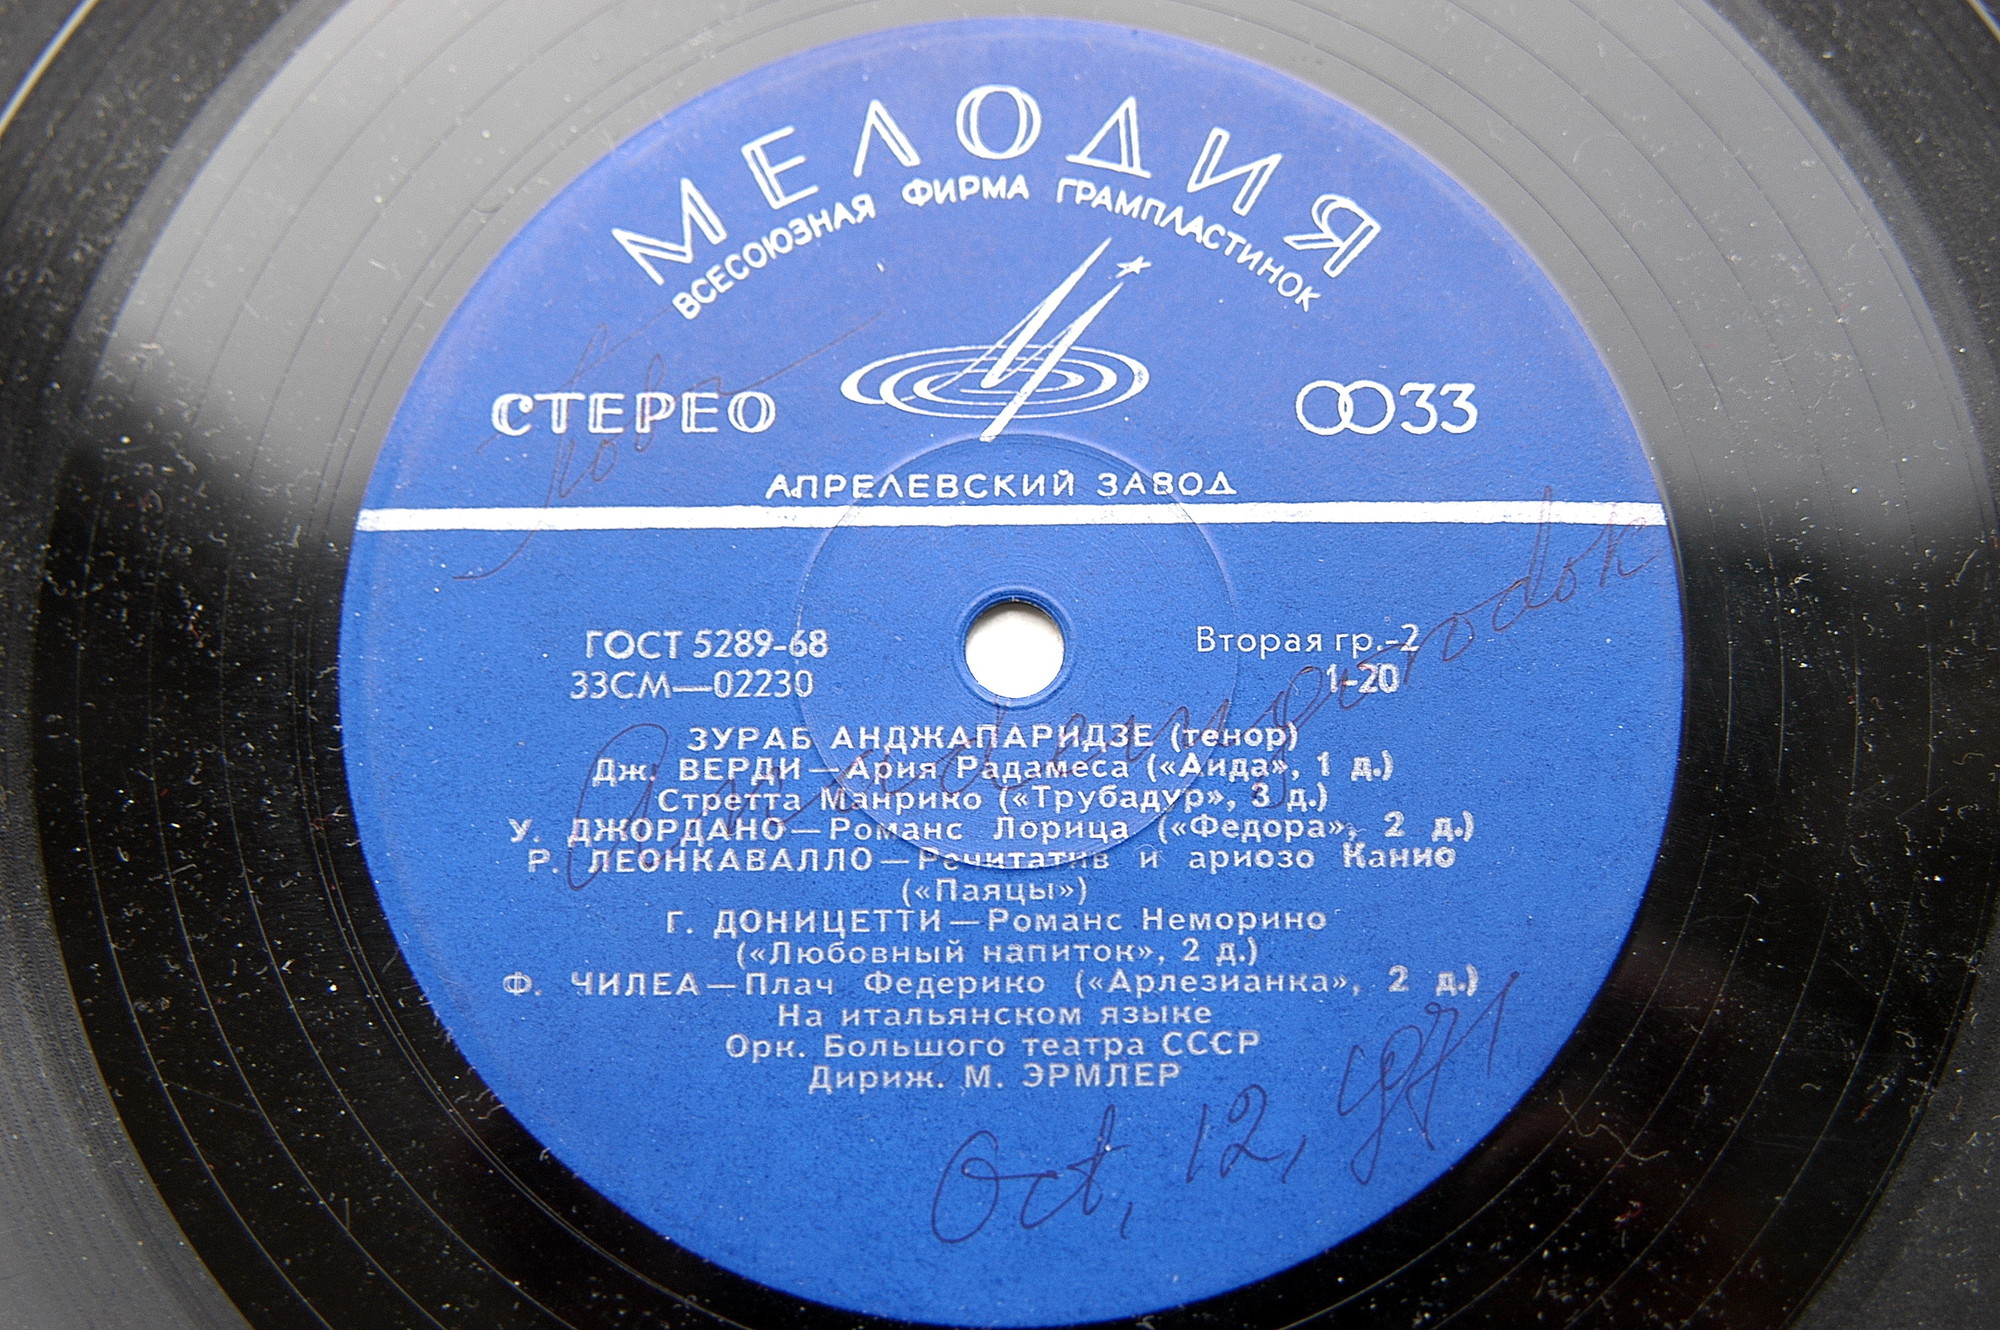 МЕЛОДИЯ
ВСЕСОЮЗНАЯ ФИРМА ГРАМПЛАСТИНОК
СТЕРЕО
33
АПРЕЛЕВСКИЙ ЗАВОД
ГОСТ 5289-68
Вторая гр.-2
33СМ—02230
1-20
ЗУРАБ АНДЖАПАРИДЗЕ (тенор)
Дж. ВЕРДИ — Ария Радамеса («Аида», 1 д.)
Стретта Манрико («Трубадур», 3 д.)
У. ДЖОРДАНО — Романс Лорица («Федора», 2 д.)
Р. ЛЕОНКАВАЛЛО — Речитатив и ариозо Канио
(«Паяцы»)
Г. ДОНИЦЕТТИ — Романс Неморино
(«Любовный напиток», 2 д.)
Ф. ЧИЛЕА — Плач Федерико («Арлезианка», 2 д.)
На итальянском языке
Орк. Большого театра СССР
Дириж. М. ЭРМЛЕР
Akademgorodok
Oct, 12, 1971